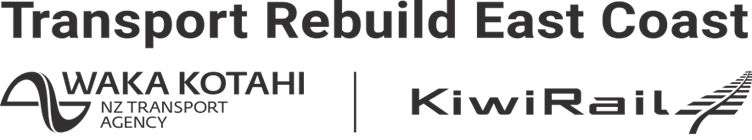 Transport Rebuild East Coast
WAKA KOTAHI
NZ TRANSPORT
AGENCY
KiwiRail